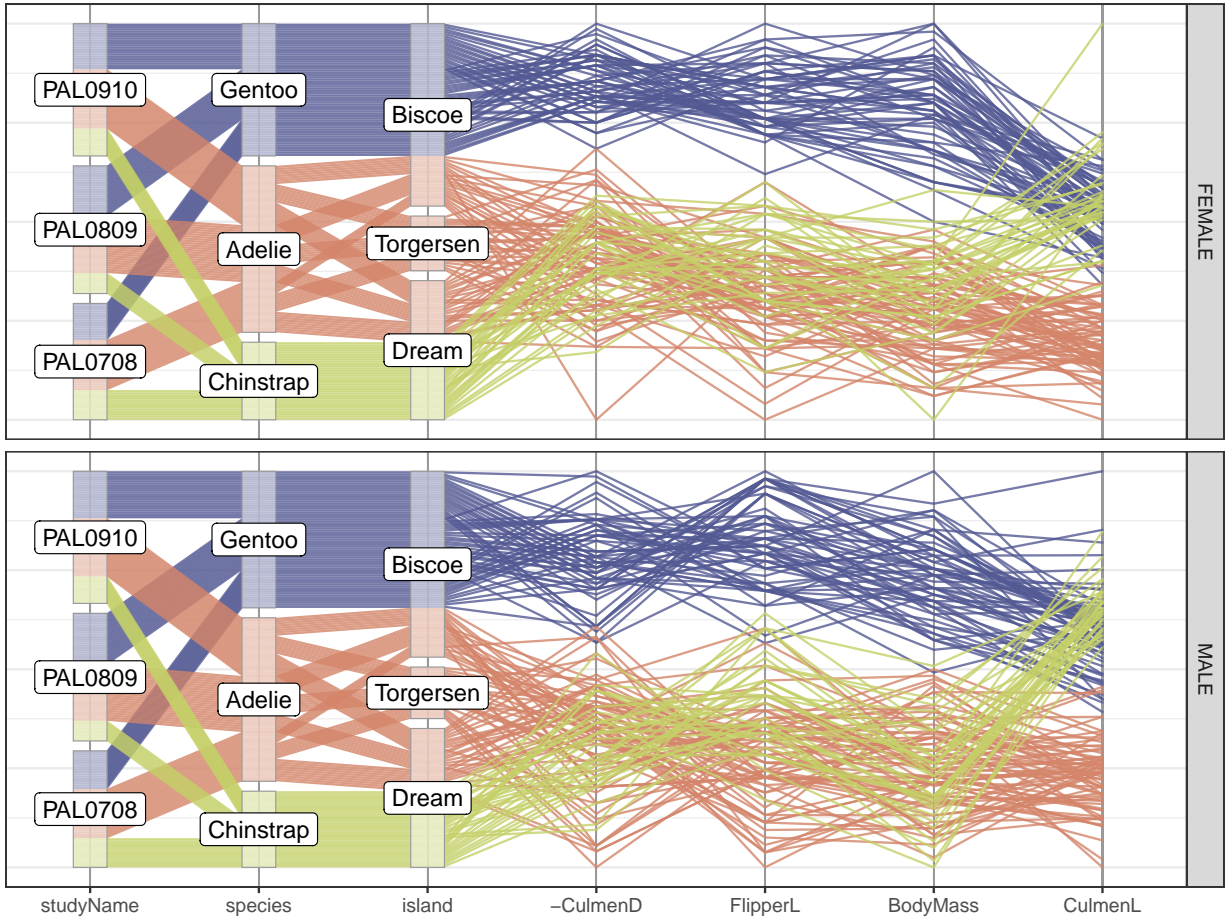 PAL0910
Gentoo
Biscoe
PAL0809
Adelie
Torgersen
PAL0708
Chinstrap
Dream
FEMALE
PAL0910
Gentoo
Biscoe
PAL0809
Adelie
Torgersen
PAL0708
Chinstrap
Dream
MALE
studyName species island −CulmenD FlipperL BodyMass CulmenL